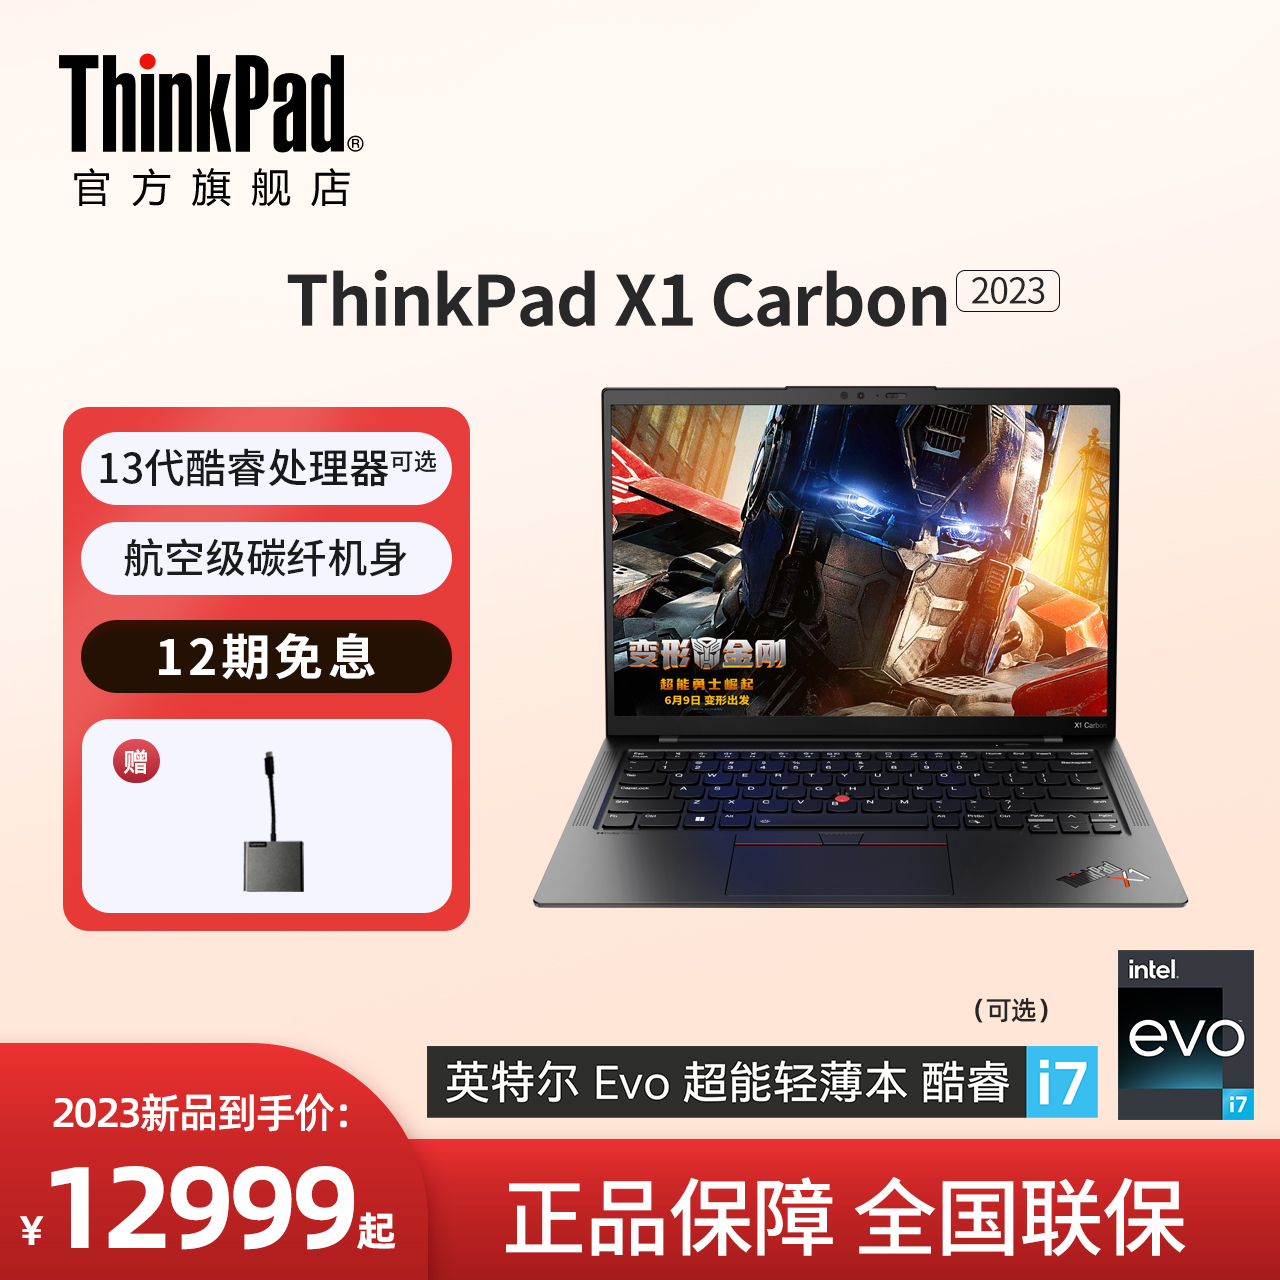 ThinkPad®
官方旗舰店
ThinkPad X1 Carbon 2023
13代酷睿处理器可选
航空级碳纤机身
12期免息
赠
变形金刚
超能勇士崛起
6月9日 变形出发
X1 Carbon
ThinkPad X1
(可选)
英特尔 Evo 超能轻薄本 酷睿 i7
intel.
evo
i7
2023新品到手价:
¥12999起
正品保障 全国联保